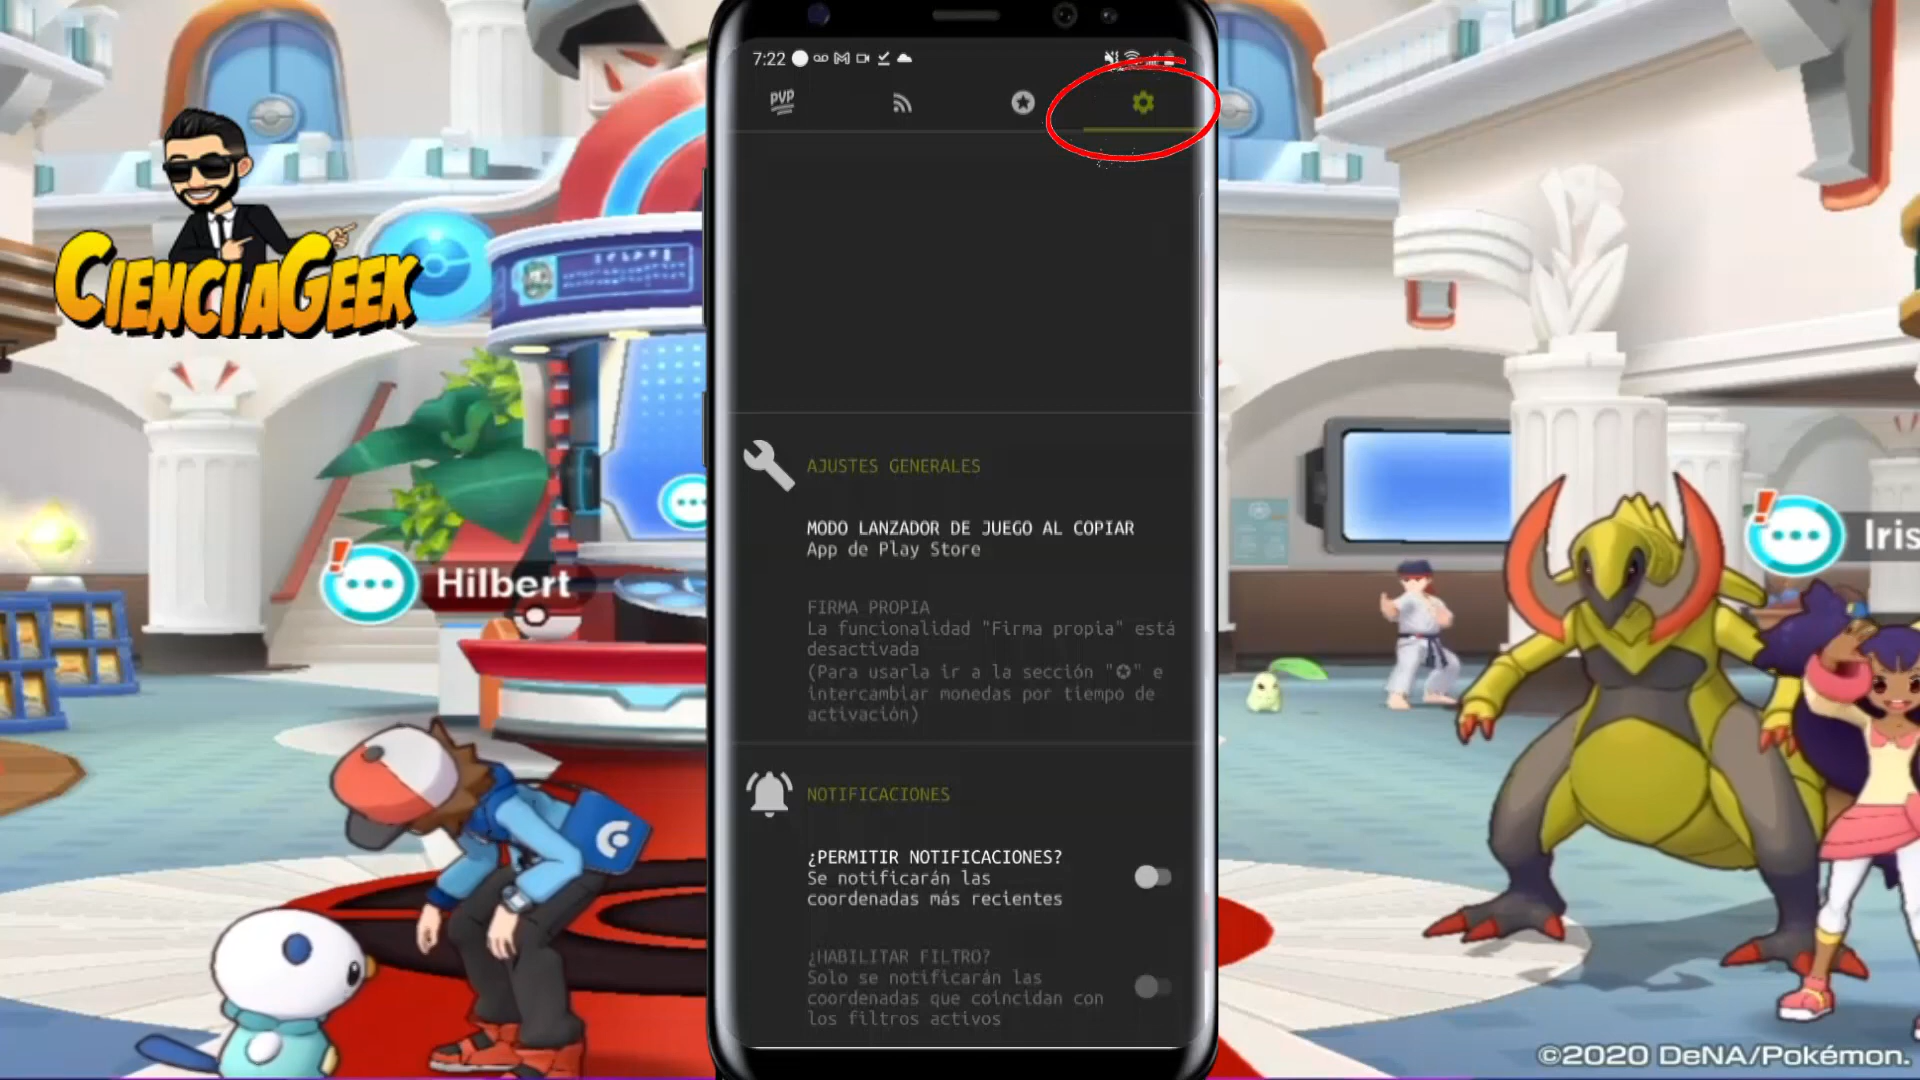 7:22
PVP
CIENCIAGEEK
AJUSTES GENERALES
MODO LANZADOR DE JUEGO AL COPIAR
App de Play Store
FIRMA PROPIA
La funcionalidad "Firma propia" está
desactivada
(Para usarla ir a la sección "✪" e
intercambiar monedas por tiempo de
activación)
NOTIFICACIONES
¿PERMITIR NOTIFICACIONES?
Se notificarán las
coordenadas más recientes
¿HABILITAR FILTRO?
Solo se notificarán las
coordenadas que coincidan con
los filtros activos
Hilbert
Iris
©2020 DeNA/Pokémon.